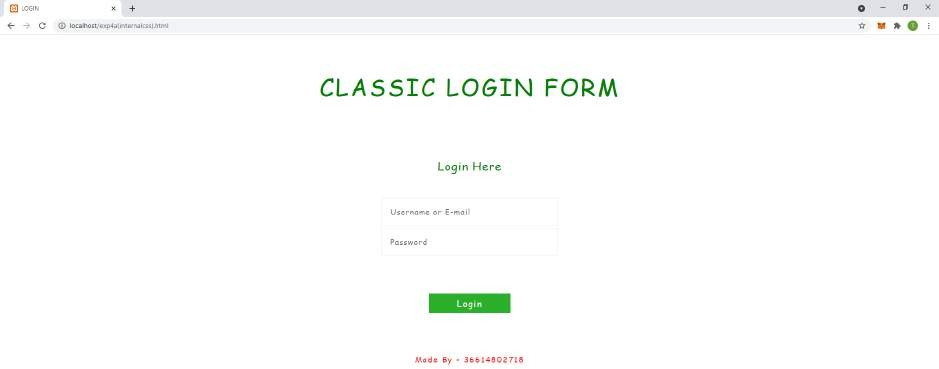 LOGIN
localhost/exp4a(internalcss).html
T
CLASSIC LOGIN FORM
Login Here
Username or E-mail
Password
Login
Made By - 36614802718